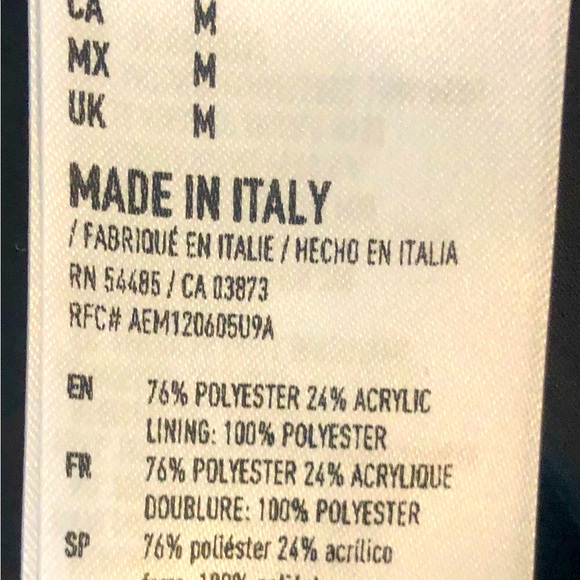 CA M
MX M
UK M
MADE IN ITALY
/ FABRIQUÉ EN ITALIE / HECHO EN ITALIA
RN 54485 / CA 03873
RFC# AEM120605U9A
EN 76% POLYESTER 24% ACRYLIC
LINING: 100% POLYESTER
FR 76% POLYESTER 24% ACRYLIQUE
DOUBLURE: 100% POLYESTER
SP 76% poliéster 24% acrílico